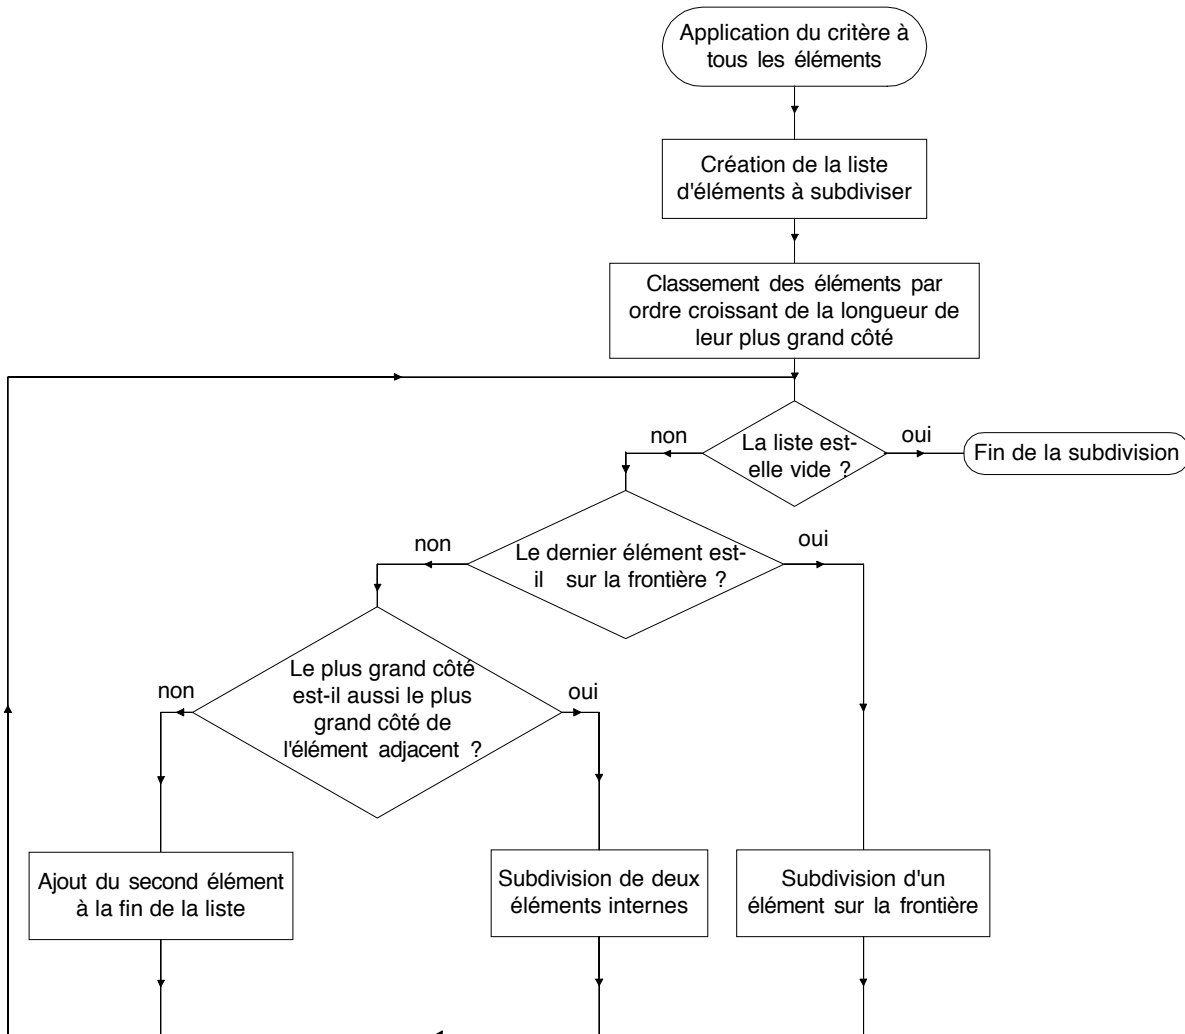 Application du critère à
tous les éléments
Création de la liste
d'éléments à subdiviser
Classement des éléments par
ordre croissant de la longueur de
leur plus grand côté
non
La liste est-
elle vide ?
oui
Fin de la subdivision
non
Le dernier élément est-
il sur la frontière ?
oui
non
Le plus grand côté
est-il aussi le plus
grand côté de
l'élément adjacent ?
oui
Ajout du second élément
à la fin de la liste
Subdivision de deux
éléments internes
Subdivision d'un
élément sur la frontière